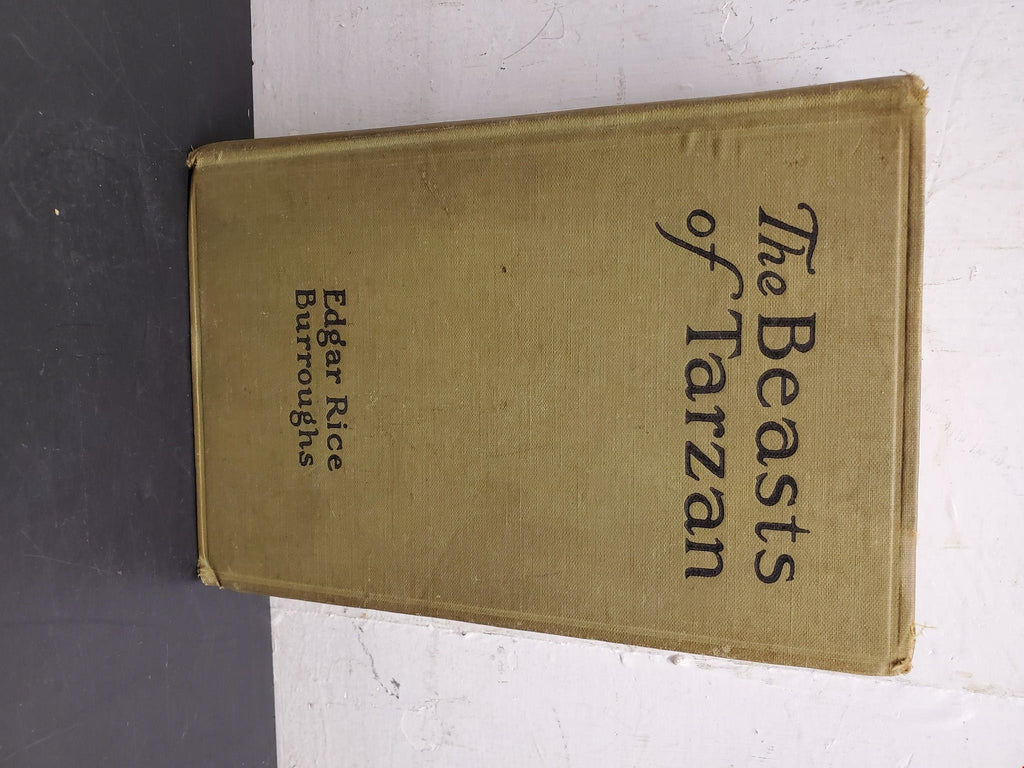 The Beasts
of Tarzan
Edgar Rice
Burroughs